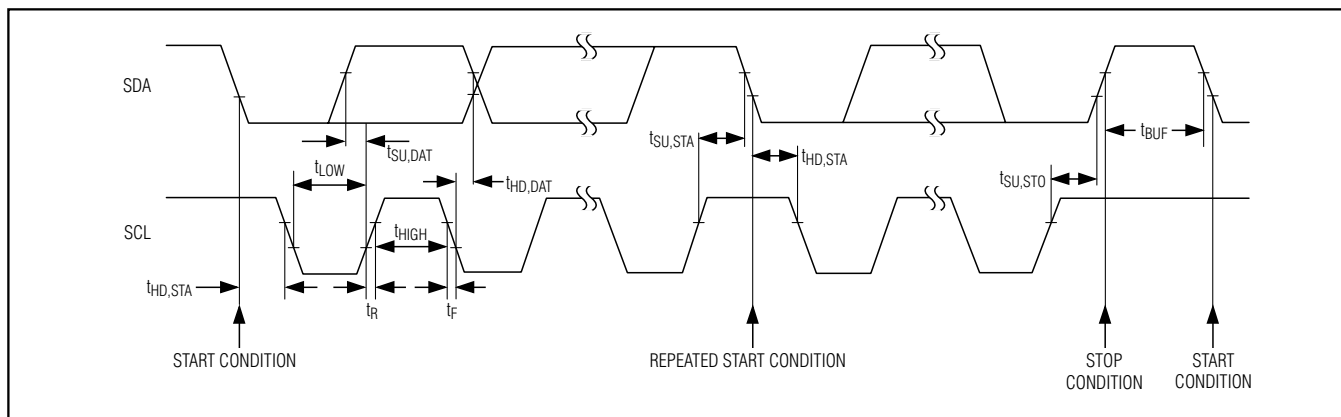 SDA
tSU,STA
tBUF
tSU,DAT
tHD,STA
tLOW
tHD,DAT
tSU,STO
SCL
tHIGH
tHD,STA
tR
tF
START CONDITION
REPEATED START CONDITION
STOP
CONDITION
START
CONDITION